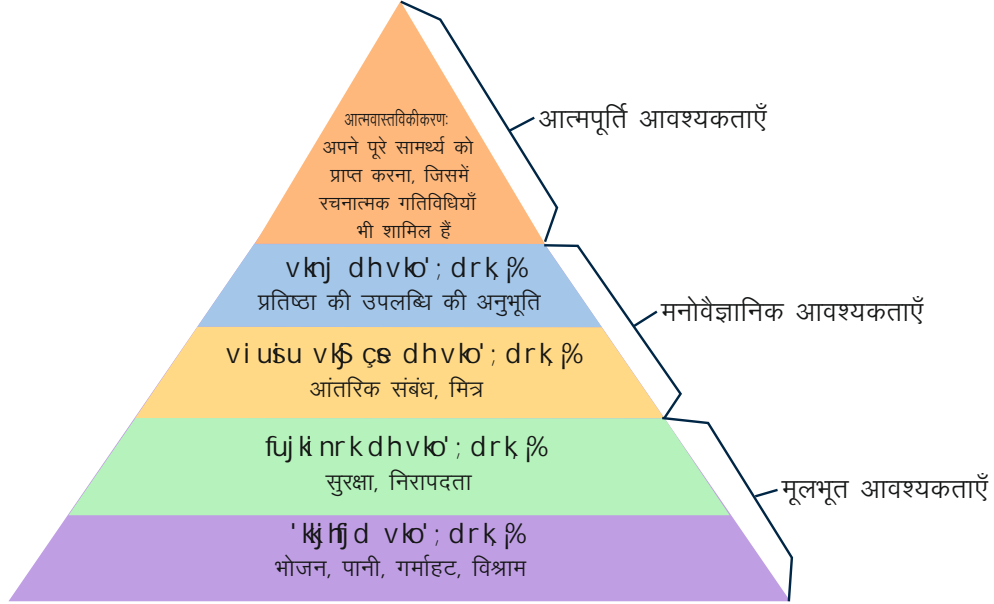 आत्मवास्तविकीकरणः
अपने पूरे सामर्थ्य को
प्राप्त करना, जिसमें
रचनात्मक गतिविधियाँ
भी शामिल हैं
आत्मपूर्ति आवश्यकताएँ
vknj dh vko';drk,¡%
प्रतिष्ठा की उपलब्धि की अनुभूति
मनोवैज्ञानिक आवश्यकताएँ
viusiu vkSj çse dh vko';drk,¡%
आंतरिक संबंध, मित्र
fujkinrk dh vko';drk,¡%
सुरक्षा, निरापदता
मूलभूत आवश्यकताएँ
'kkjhfjd vko';drk,¡%
भोजन, पानी, गर्माहट, विश्राम